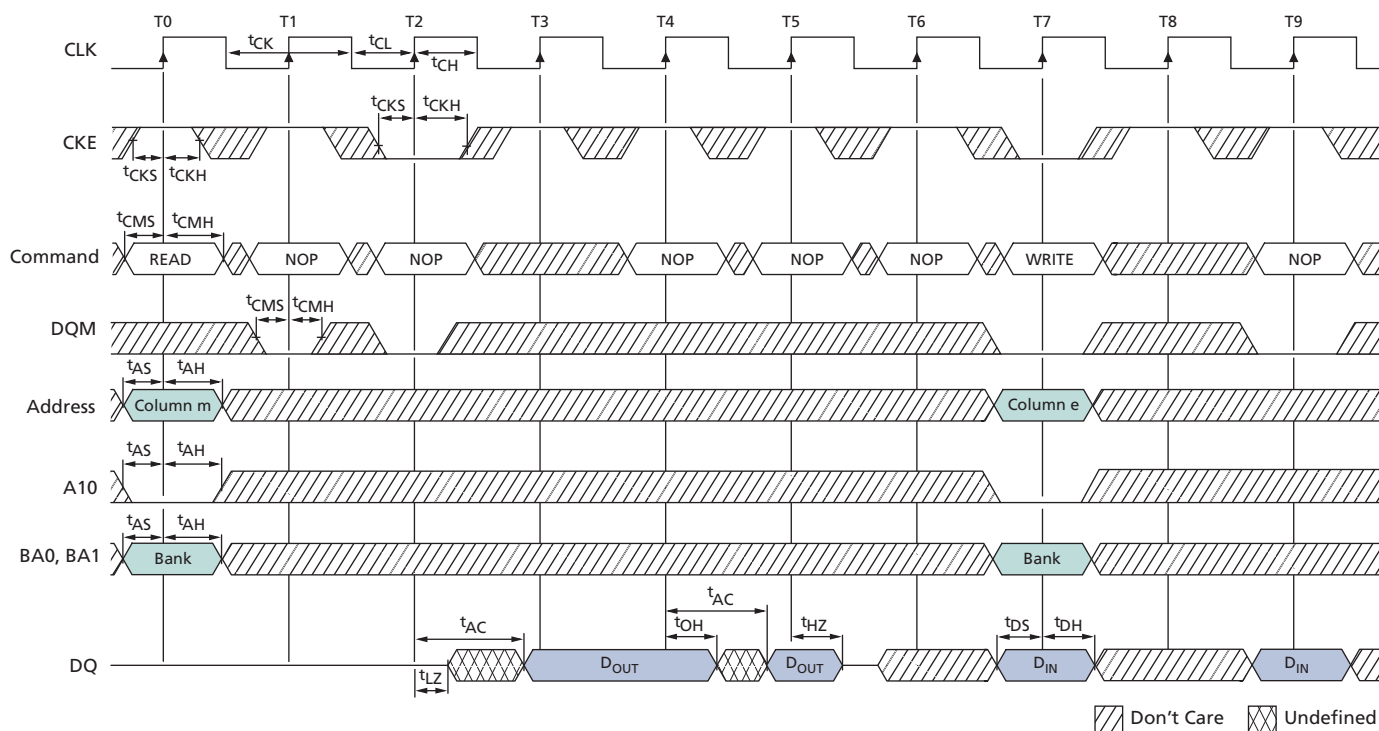 T0 T1 T2 T3 T4 T5 T6 T7 T8 T9
CLK
tCK tCL
tCH
tCKS tCKH
CKE
tCKS tCKH
tCMS tCMH
Command READ NOP NOP NOP NOP NOP WRITE NOP
tCMS tCMH
DQM
tAS tAH
Address Column m Column e
tAS tAH
A10
tAS tAH
BA0, BA1 Bank Bank
tAC
tAC tOH tHZ tDS tDH
DQ DOUT DOUT DIN DIN
tLZ
Don't Care Undefined